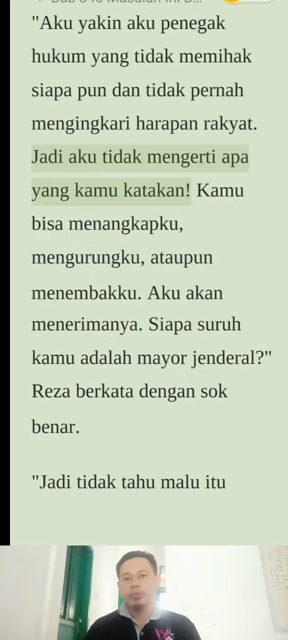 "Aku yakin aku penegak
hukum yang tidak memihak
siapa pun dan tidak pernah
mengingkari harapan rakyat.
Jadi aku tidak mengerti apa
yang kamu katakan! Kamu
bisa menangkapku,
mengurungku, ataupun
menembakku. Aku akan
menerimanya. Siapa suruh
kamu adalah mayor jenderal?"
Reza berkata dengan sok
benar.
"Jadi tidak tahu malu itu